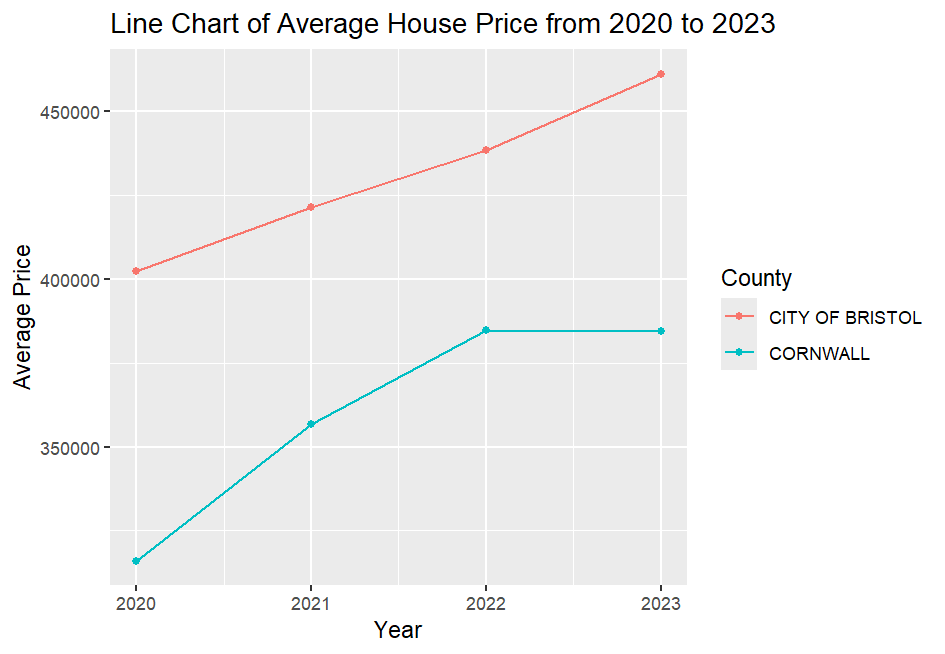 Line Chart of Average House Price from 2020 to 2023
Average Price
450000
400000
350000
2020 2021 2022 2023
Year
County
CITY OF BRISTOL
CORNWALL